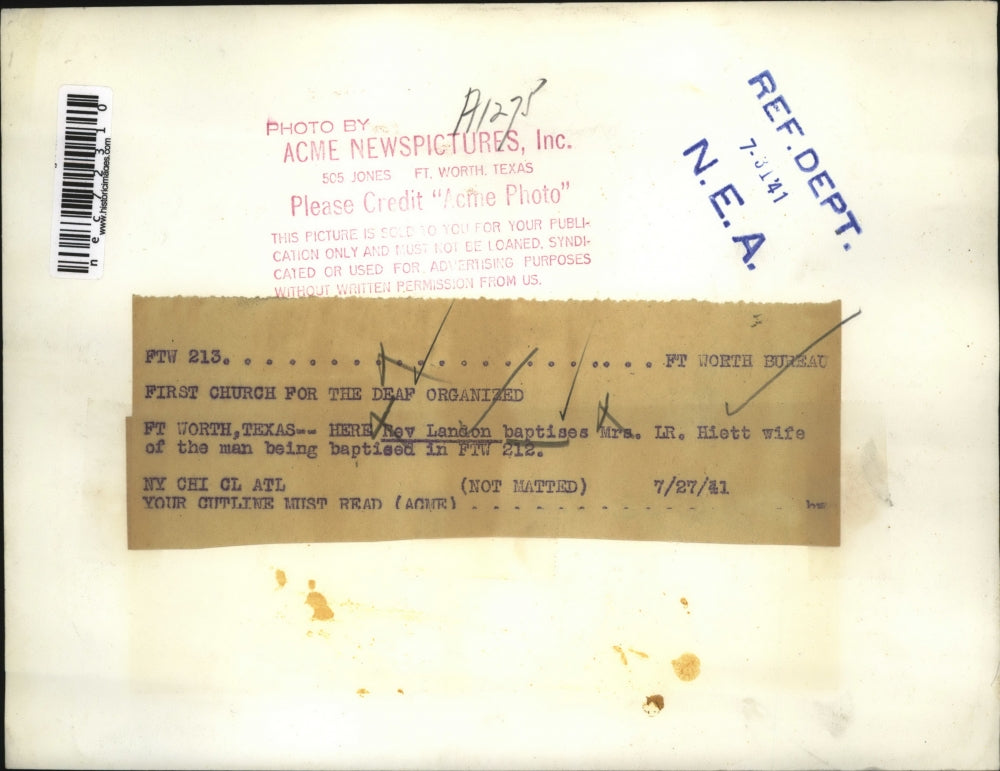 A1275
PHOTO BY
ACME NEWSPICTURES, Inc.
505 JONES FT. WORTH, TEXAS
Please Credit "Acme Photo"
THIS PICTURE IS SOLD TO YOU FOR YOUR PUBLI-
CATION ONLY AND MUST NOT BE LOANED, SYNDI-
CATED OR USED FOR ADVERTISING PURPOSES
WITHOUT WRITTEN PERMISSION FROM US.
REF. DEPT.
7-31 41
N. E. A.
nec72310
www.historicimages.com
FTW 213. . . . . . . . . . . . . . . . . . . . . . . . . FT WORTH BUREAU
FIRST CHURCH FOR THE DEAF ORGANIZED
FT WORTH,TEXAS-- HERE Rev Landon baptises Mrs. LR. Hiett wife
of the man being baptised in FTW 212.
NY CHI CL ATL (NOT MATTED) 7/27/41
YOUR CUTLINE MUST READ (ACME) . . . . . . . . . . . . .